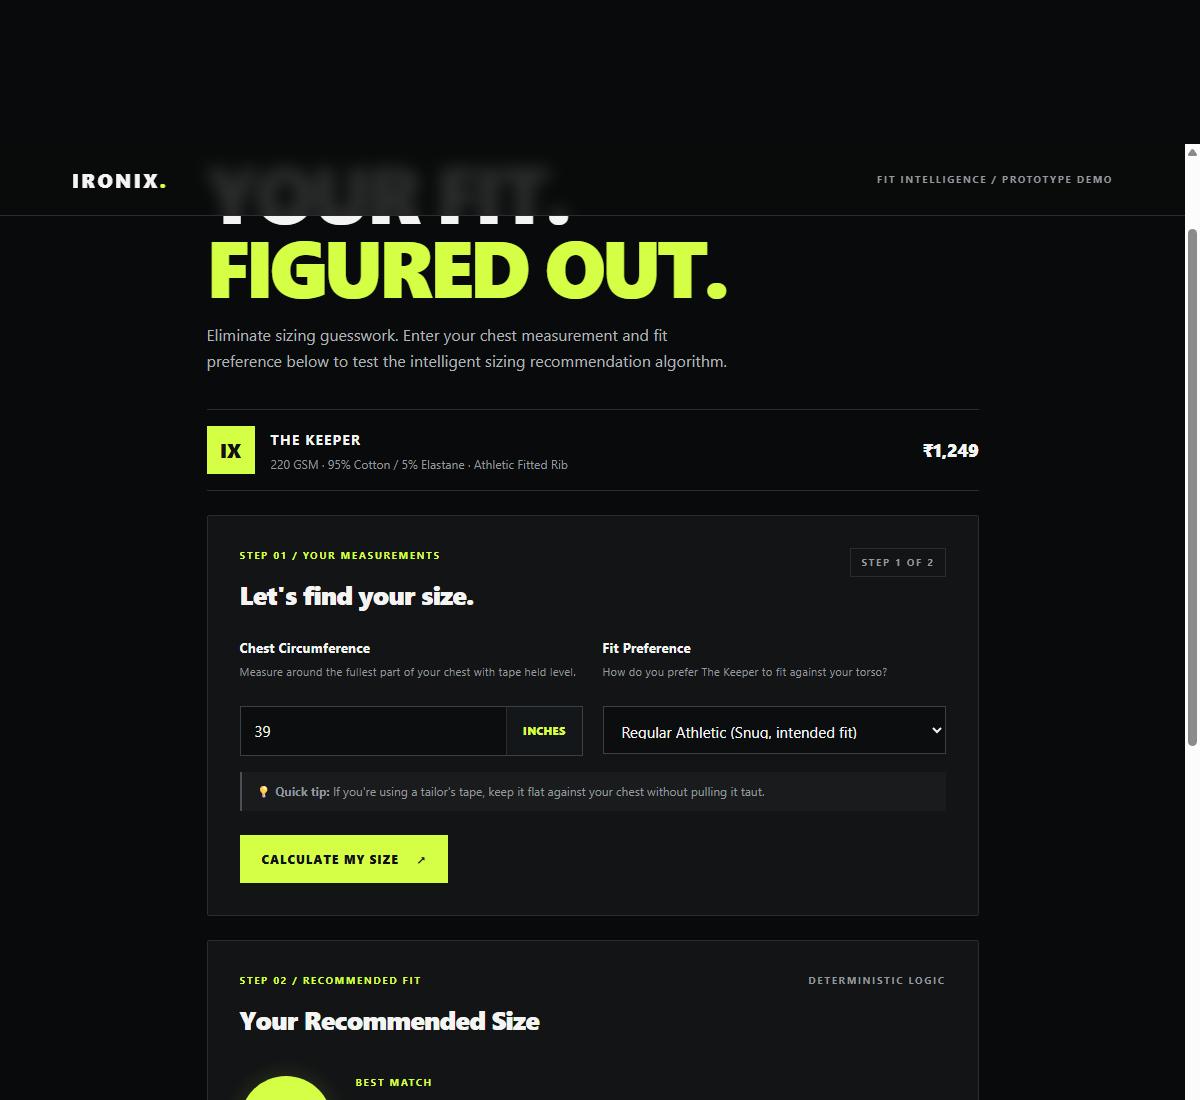 IRONIX.
FIT INTELLIGENCE / PROTOTYPE DEMO
YOUR FIT.
FIGURED OUT.
Eliminate sizing guesswork. Enter your chest measurement and fit
preference below to test the intelligent sizing recommendation algorithm.
IX
THE KEEPER
220 GSM · 95% Cotton / 5% Elastane · Athletic Fitted Rib
₹1,249
STEP 01 / YOUR MEASUREMENTS
STEP 1 OF 2
Let's find your size.
Chest Circumference
Measure around the fullest part of your chest with tape held level.
Fit Preference
How do you prefer The Keeper to fit against your torso?
39
INCHES
Regular Athletic (Snug, intended fit)
💡 Quick tip: If you're using a tailor's tape, keep it flat against your chest without pulling it taut.
CALCULATE MY SIZE ↗
STEP 02 / RECOMMENDED FIT
DETERMINISTIC LOGIC
Your Recommended Size
BEST MATCH